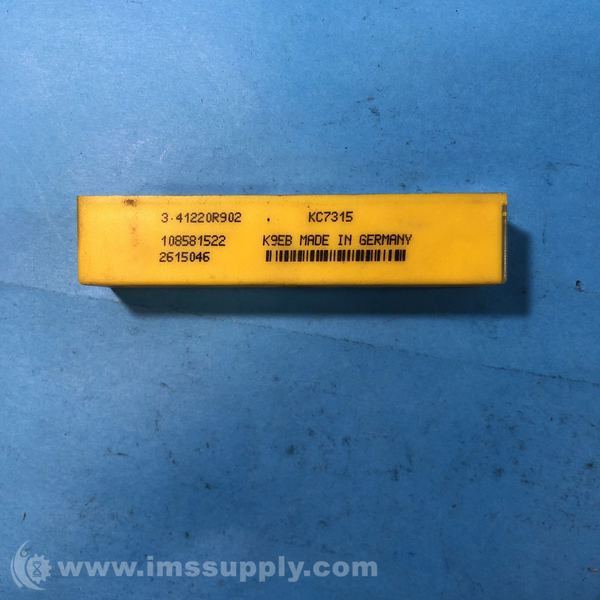 3.41220R902 . KC7315
108581522 K9EB MADE IN GERMANY
2615046
www.imssupply.com